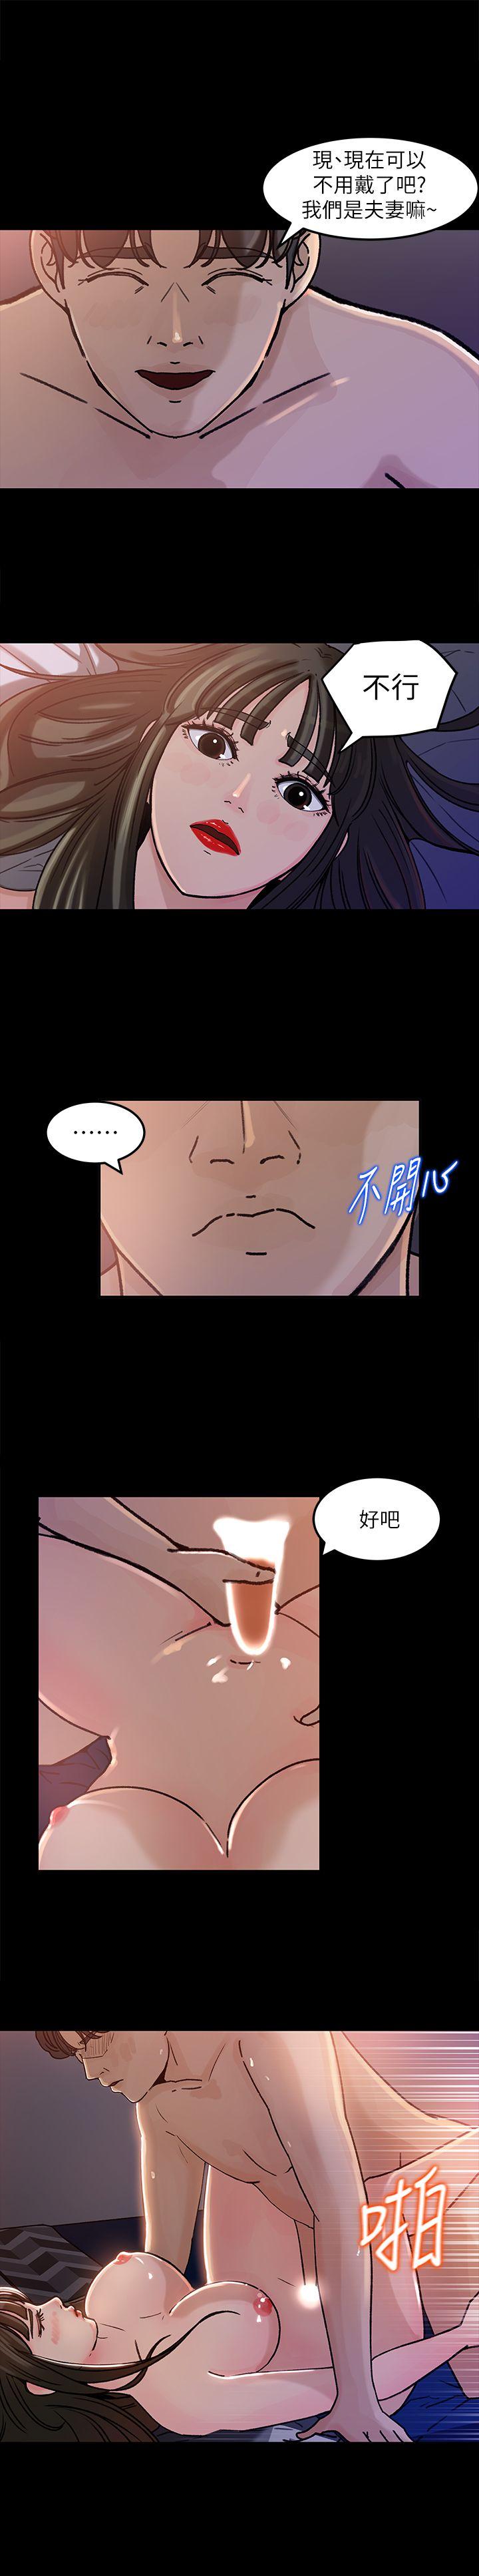 現、現在可以
不用戴了吧?
我們是夫妻嘛~
不行
……
不開心
好吧
啪